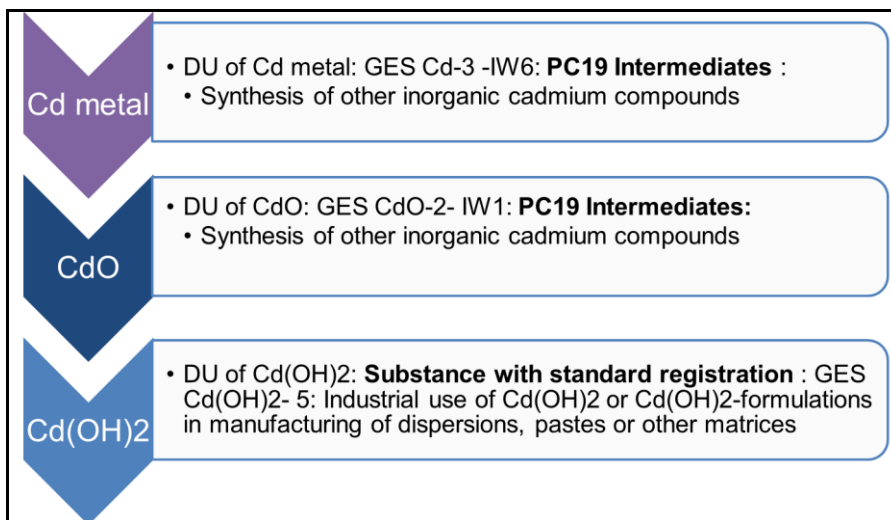 Cd metal
• DU of Cd metal: GES Cd-3 -IW6: PC19 Intermediates :
• Synthesis of other inorganic cadmium compounds
CdO
• DU of CdO: GES CdO-2- IW1: PC19 Intermediates:
• Synthesis of other inorganic cadmium compounds
Cd(OH)2
• DU of Cd(OH)2: Substance with standard registration : GES
Cd(OH)2- 5: Industrial use of Cd(OH)2 or Cd(OH)2-formulations
in manufacturing of dispersions, pastes or other matrices